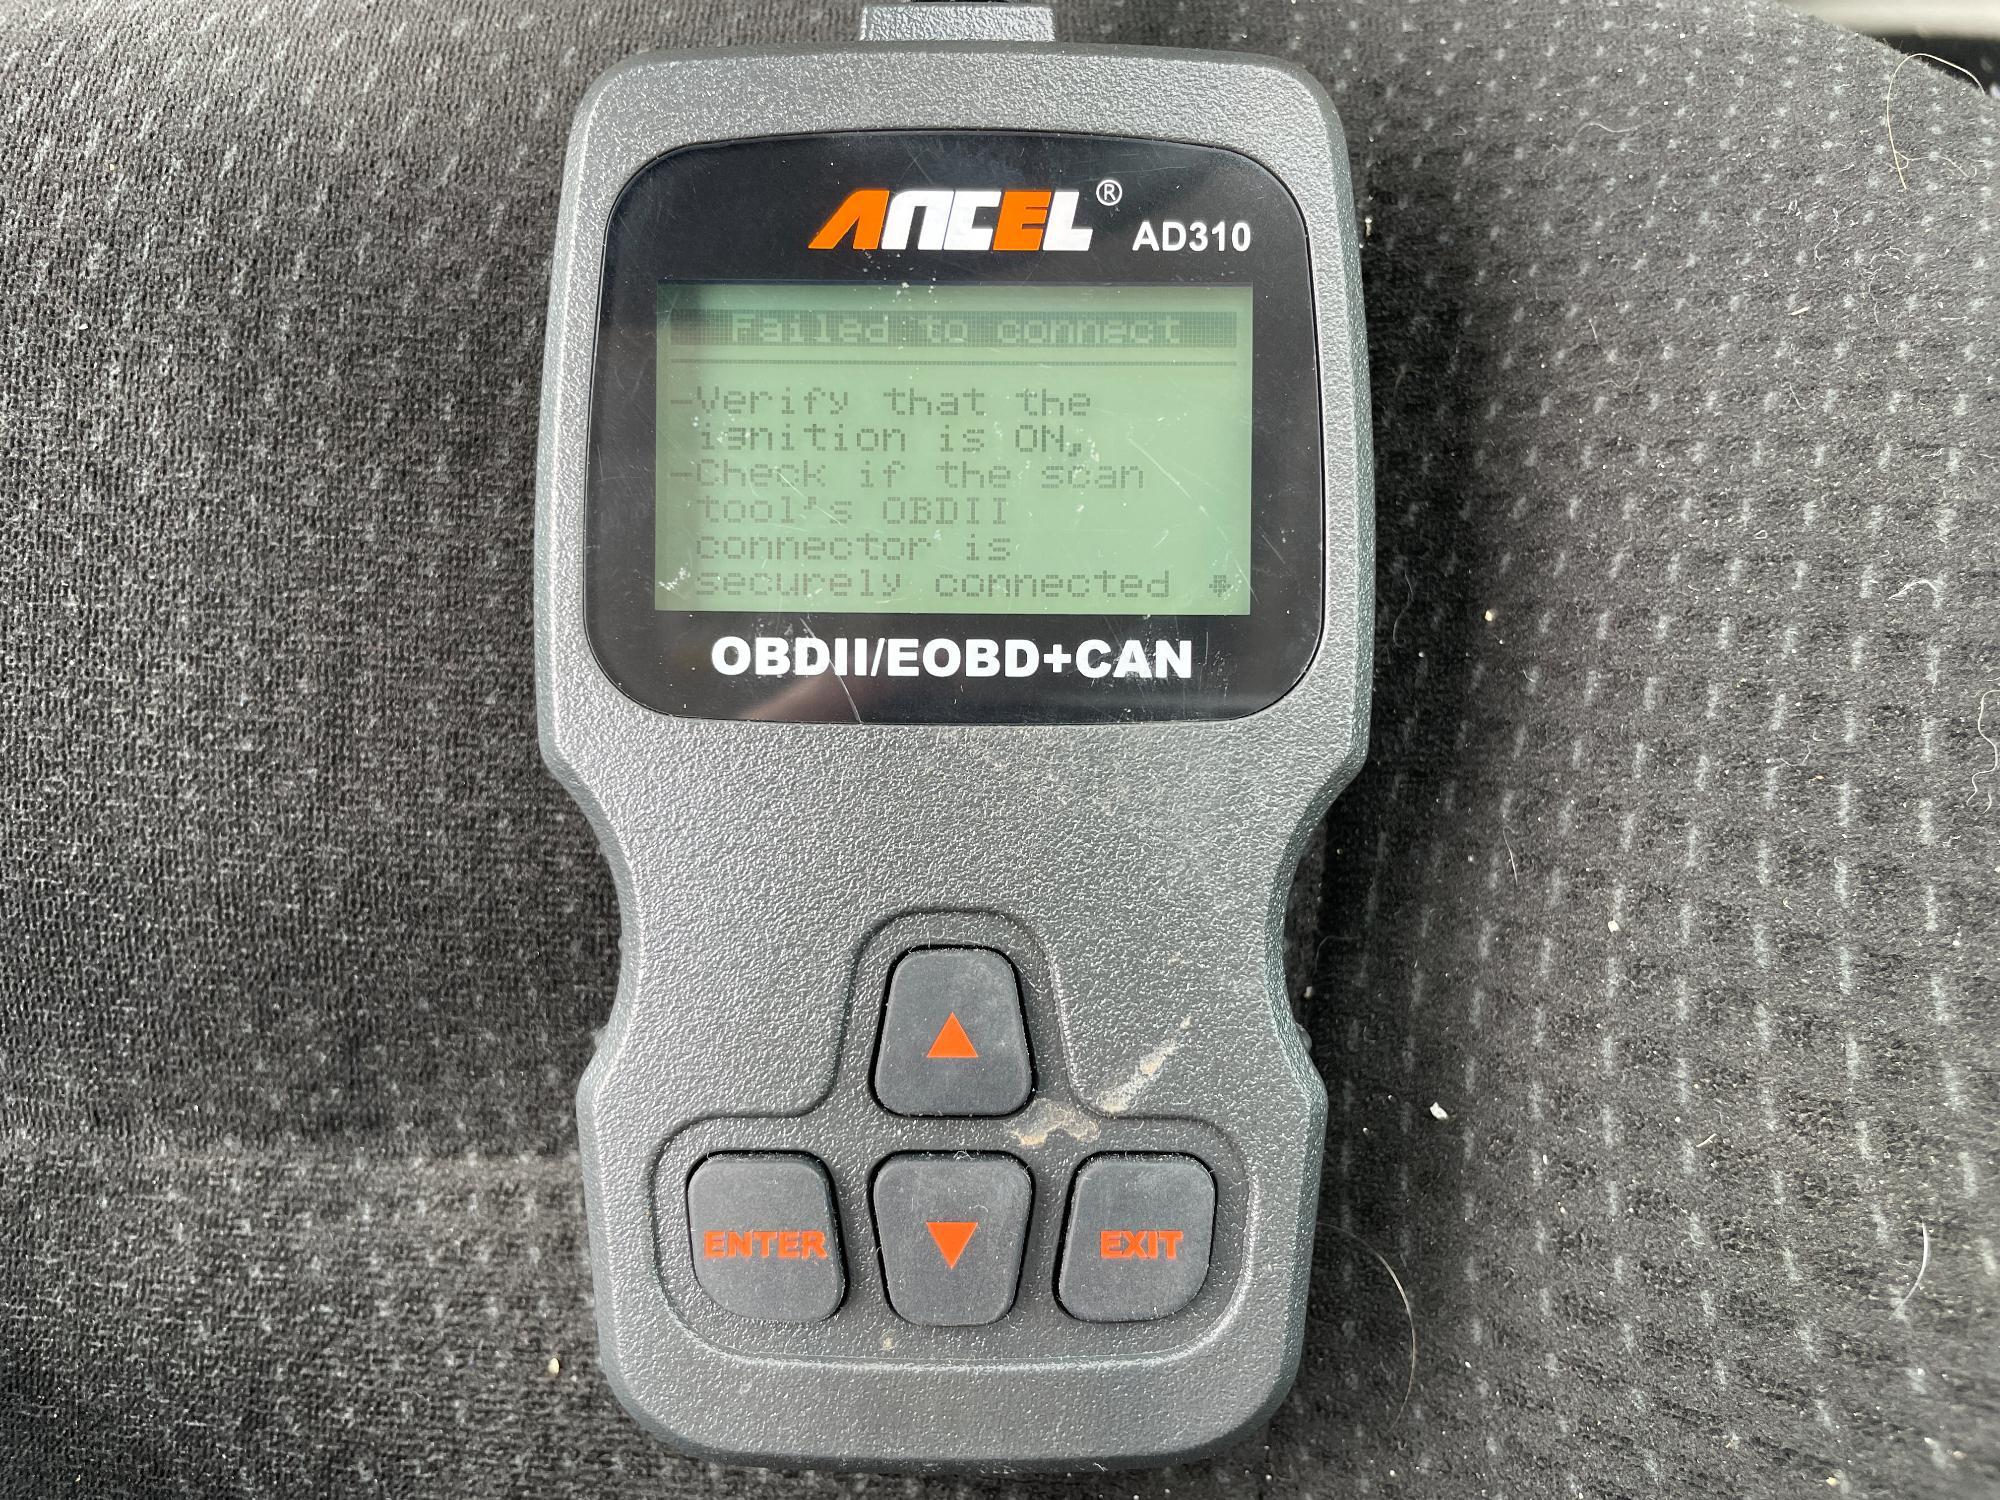 ANCEL® AD310
Failed to connect
-Verify that the
ignition is ON,
-Check if the scan
tool's OBDII
connector is
securely connected
OBDII/EOBD+CAN
ENTER
EXIT